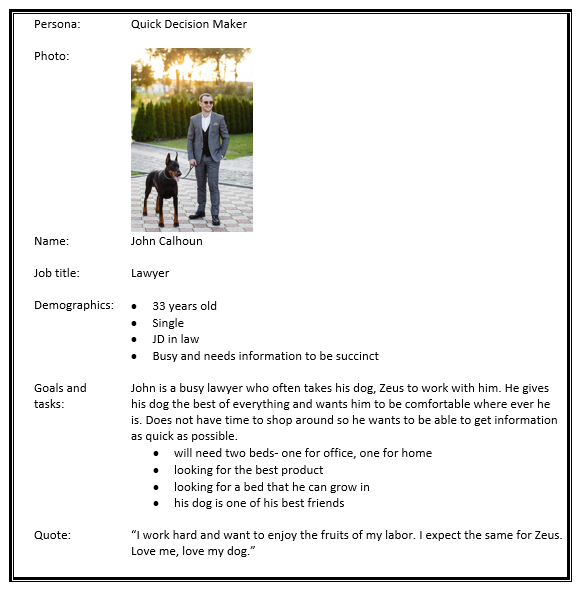 Persona: Quick Decision Maker
Photo:
Name: John Calhoun
Job title: Lawyer
Demographics: • 33 years old
• Single
• JD in law
• Busy and needs information to be succinct
Goals and tasks: John is a busy lawyer who often takes his dog, Zeus to work with him. He gives
his dog the best of everything and wants him to be comfortable where ever he
is. Does not have time to shop around so he wants to be able to get information
as quick as possible.
• will need two beds- one for office, one for home
• looking for the best product
• looking for a bed that he can grow in
• his dog is one of his best friends
Quote: “I work hard and want to enjoy the fruits of my labor. I expect the same for Zeus.
Love me, love my dog.”